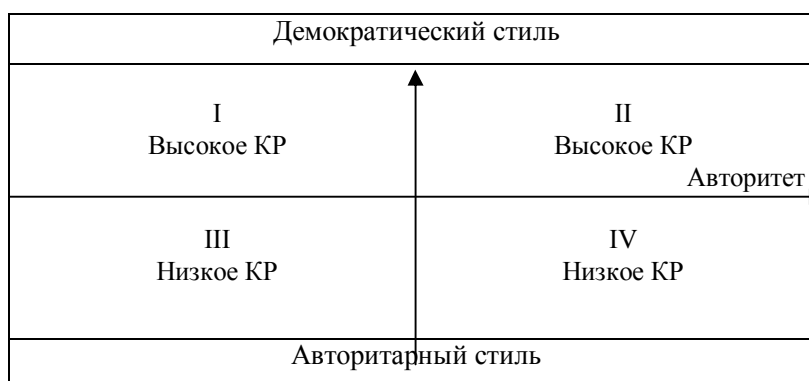 Демократический стиль
I
Высокое КР
II
Высокое КР
Авторитет
III
Низкое КР
IV
Низкое КР
Авторитарный стиль